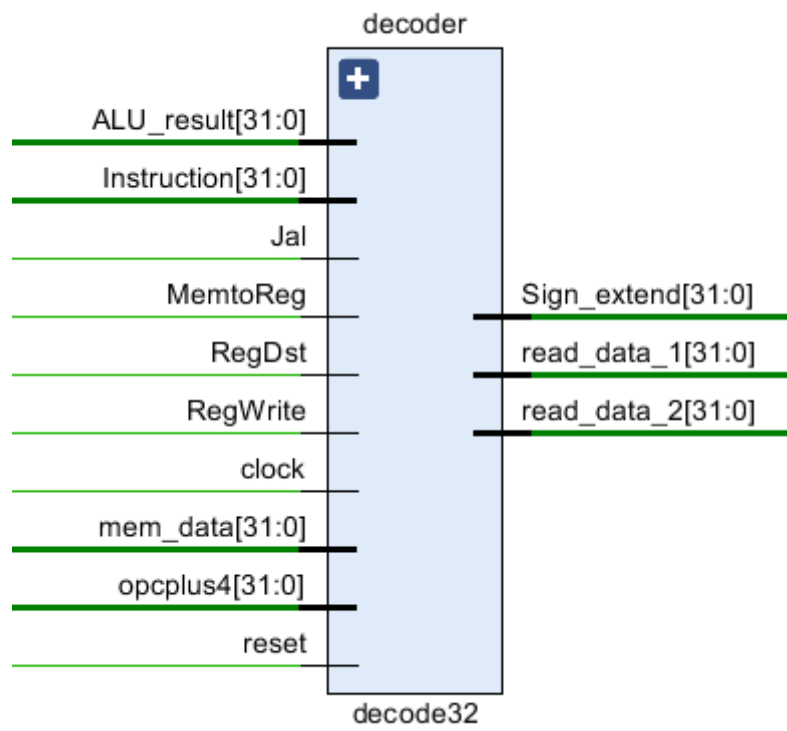 decoder
ALU_result[31:0]
Instruction[31:0]
Jal
MemtoReg
RegDst
RegWrite
clock
mem_data[31:0]
opcplus4[31:0]
reset
Sign_extend[31:0]
read_data_1[31:0]
read_data_2[31:0]
decode32